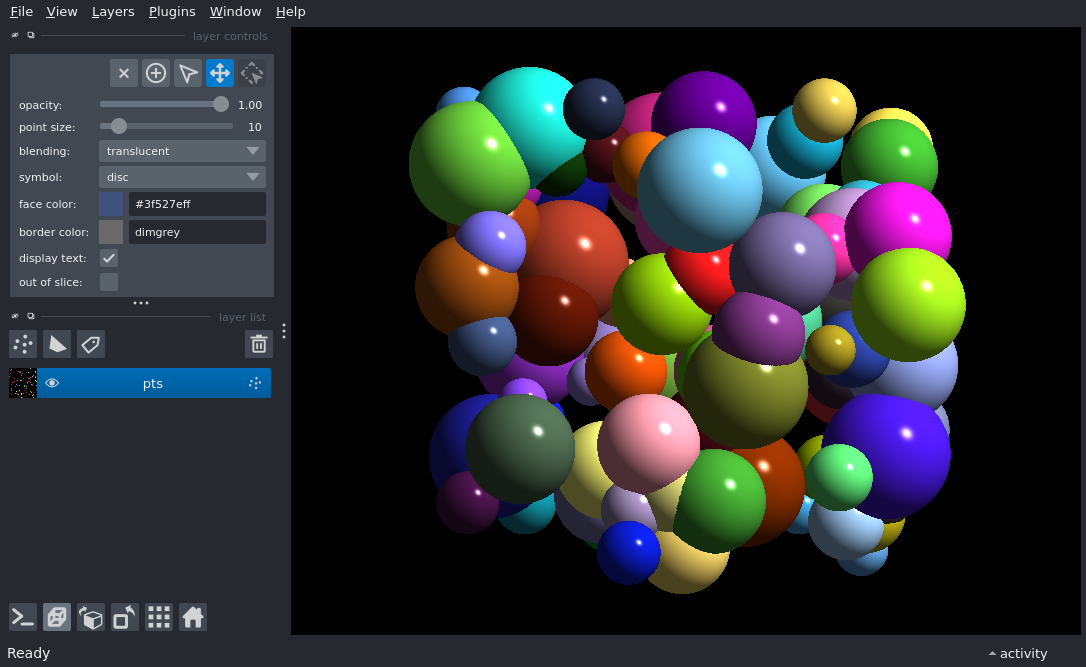 File View Layers Plugins Window Help
layer controls
opacity: 1.00
point size: 10
blending: translucent
symbol: disc
face color: #3f527eff
border color: dimgrey
display text:
out of slice:
layer list
pts
Ready
activity